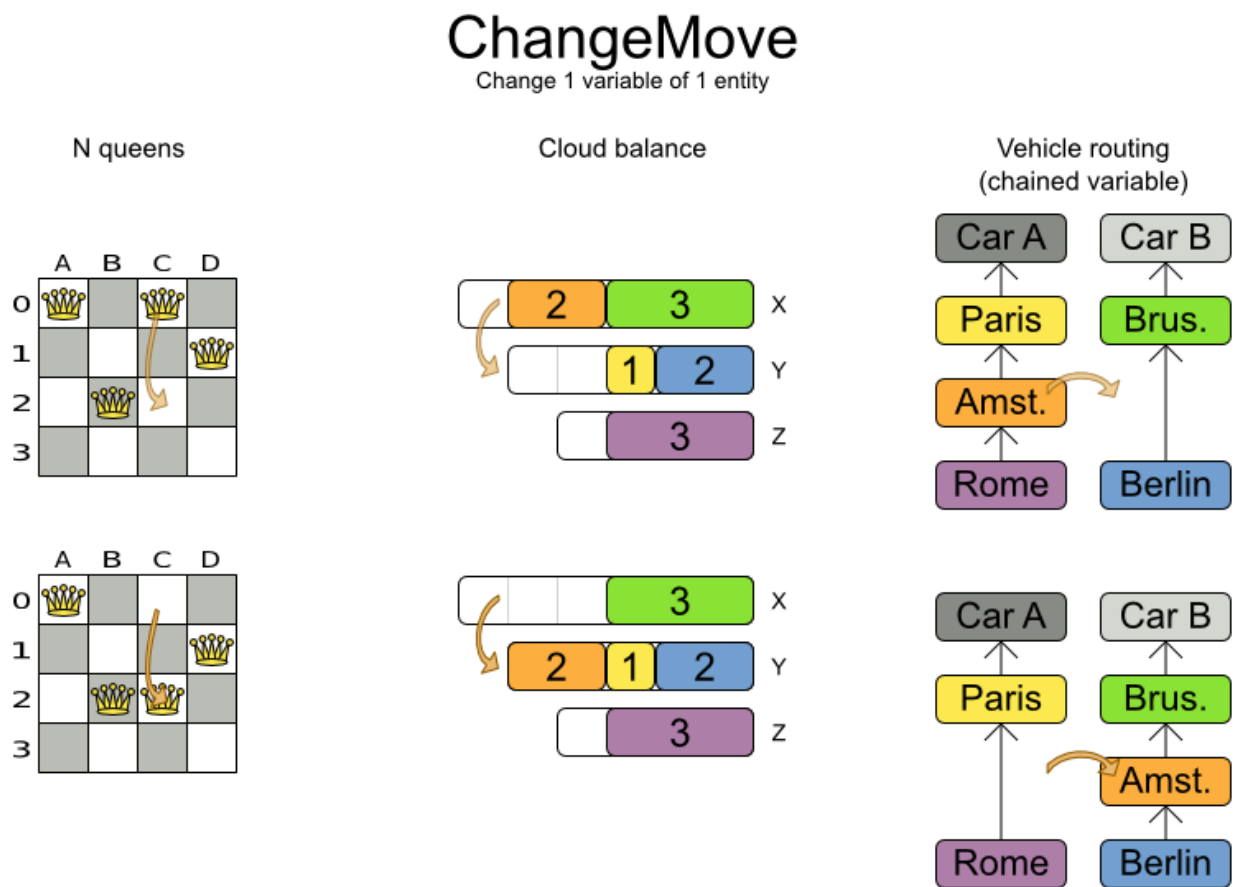 ChangeMove
Change 1 variable of 1 entity
N queens
A B C D
0
1
2
3
A B C D
0
1
2
3
Cloud balance
2 3 X
1 2 Y
3 Z
3 X
2 1 2 Y
3 Z
Vehicle routing
(chained variable)
Car A Car B
Paris Brus.
Amst.
Rome Berlin
Car A Car B
Paris Brus.
Amst.
Rome Berlin